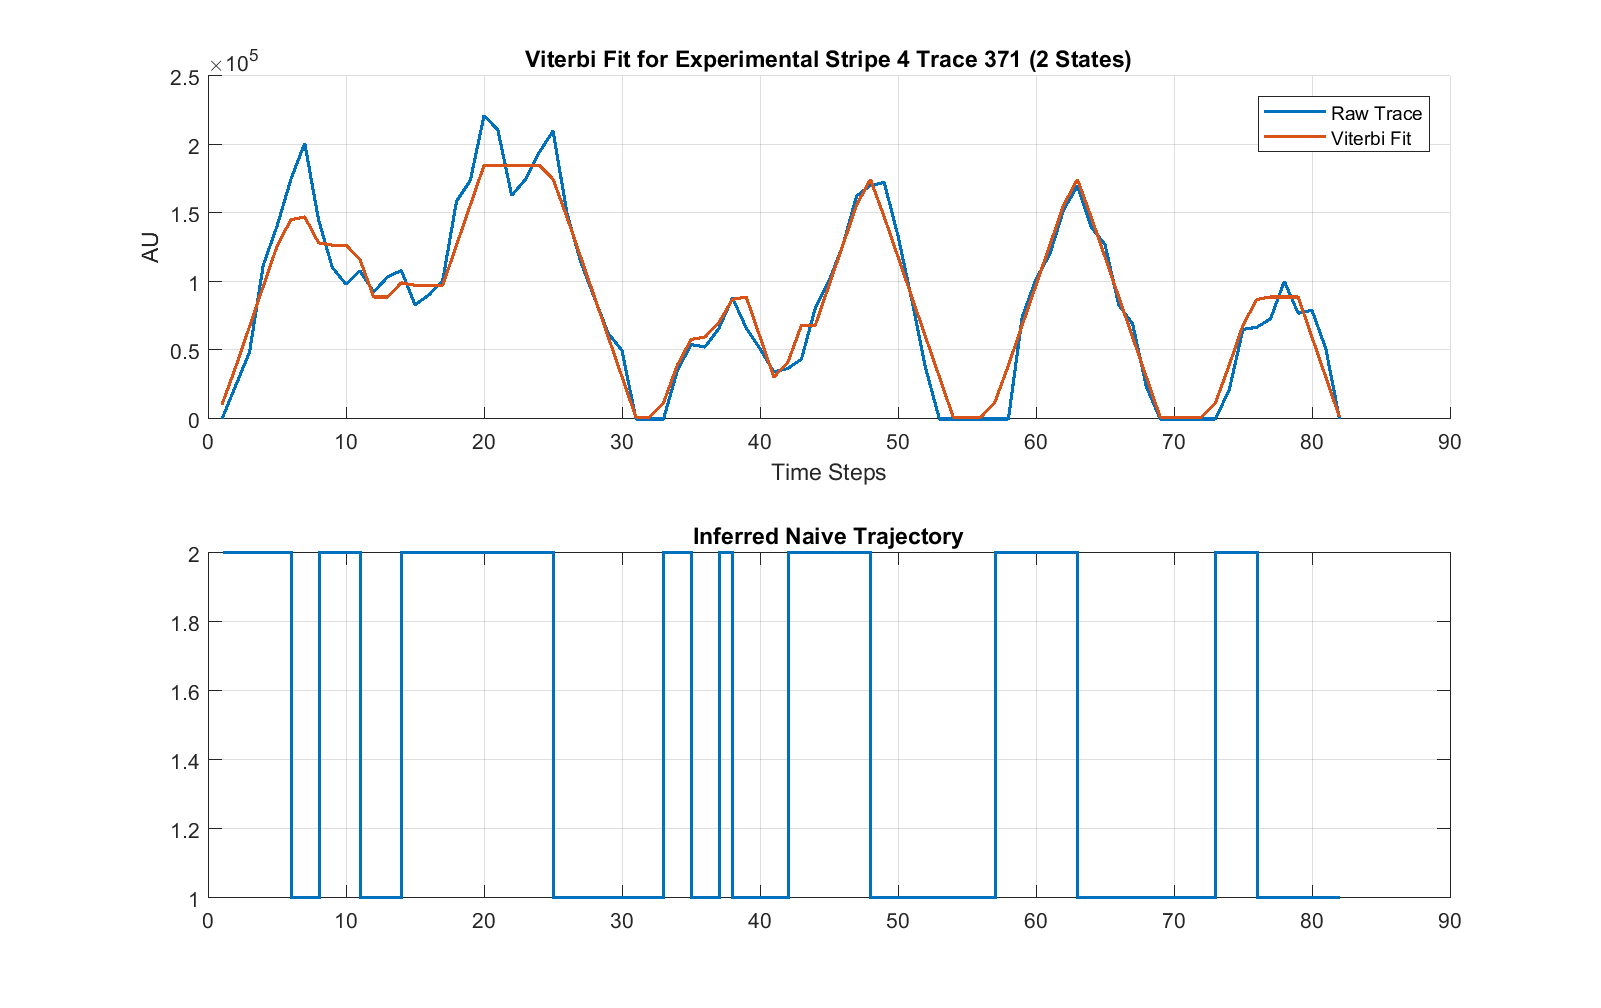 Viterbi Fit for Experimental Stripe 4 Trace 371 (2 States)
×10^5
2.5
2
1.5
1
0.5
0
AU
Raw Trace
Viterbi Fit
0 10 20 30 40 50 60 70 80 90
Time Steps
Inferred Naive Trajectory
2
1.8
1.6
1.4
1.2
1
0 10 20 30 40 50 60 70 80 90